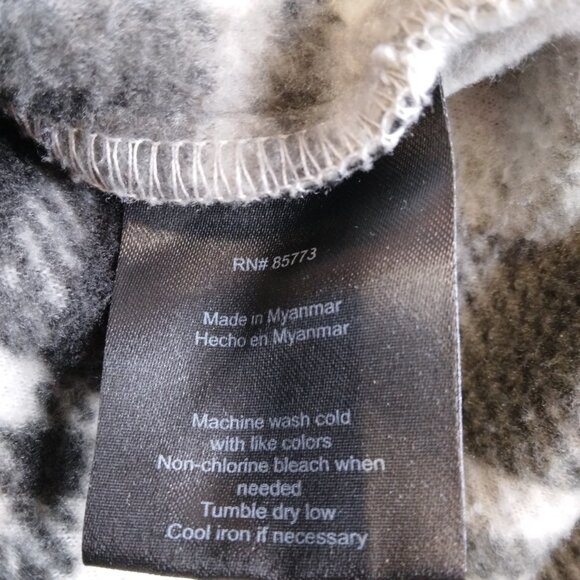 RN# 85773
Made in Myanmar
Hecho en Myanmar
Machine wash cold
with like colors
Non-chlorine bleach when
needed
Tumble dry low
Cool iron if necessary